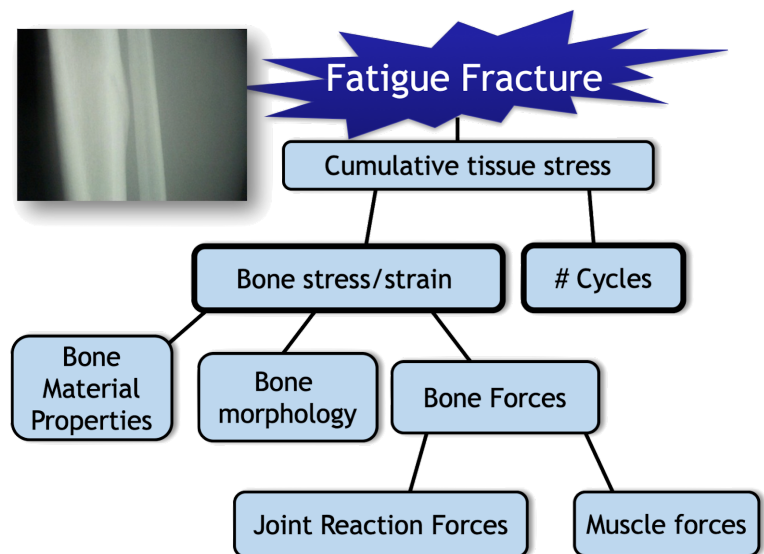 Fatigue Fracture
Cumulative tissue stress
Bone stress/strain
# Cycles
Bone
Material
Properties
Bone
morphology
Bone Forces
Joint Reaction Forces
Muscle forces